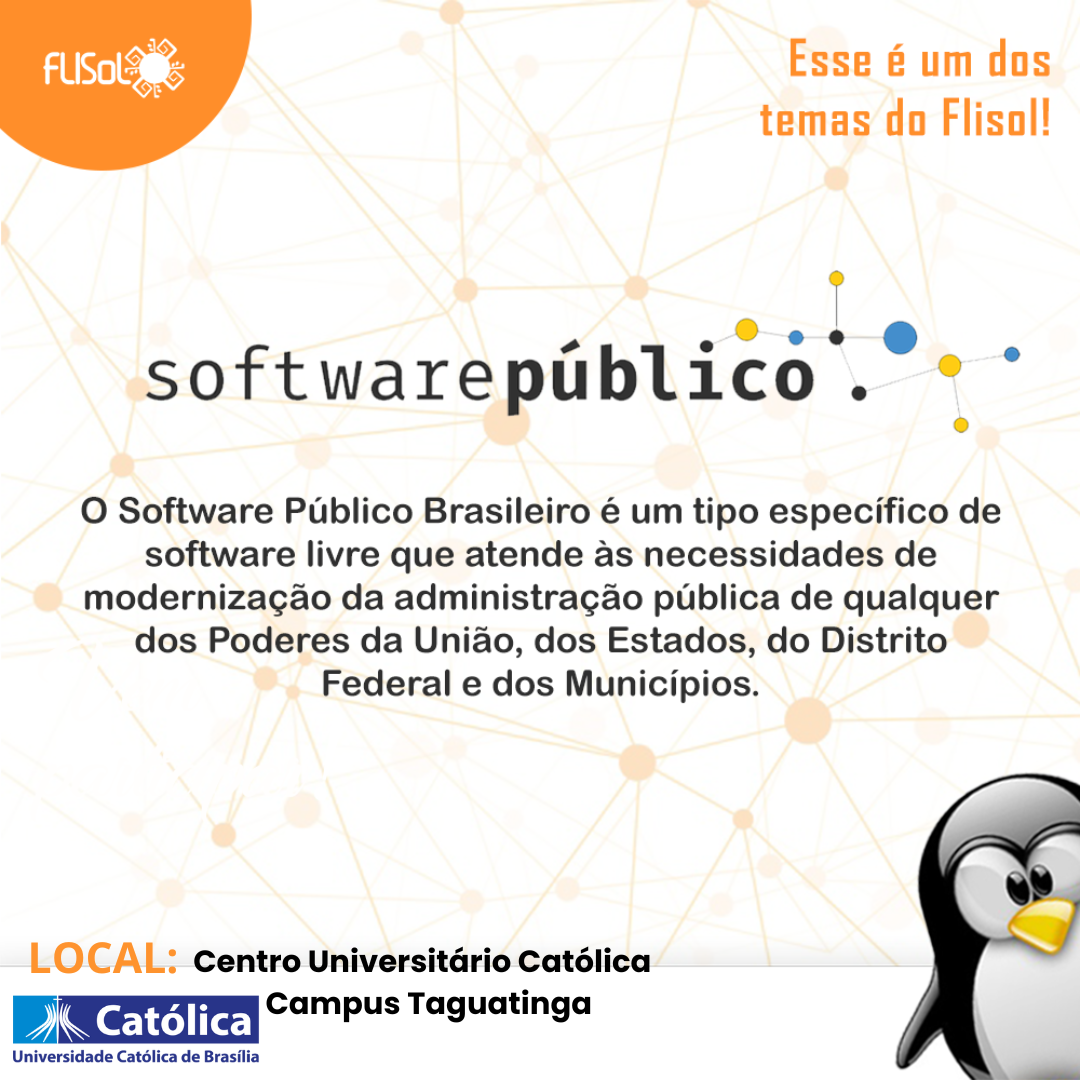 FLISol
Esse é um dos
temas do Flisol!
softwarepúblico.
O Software Público Brasileiro é um tipo específico de
software livre que atende às necessidades de
modernização da administração pública de qualquer
dos Poderes da União, dos Estados, do Distrito
Federal e dos Municípios.
LOCAL: Centro Universitário Católica
Campus Taguatinga
Católica
Universidade Católica de Brasília